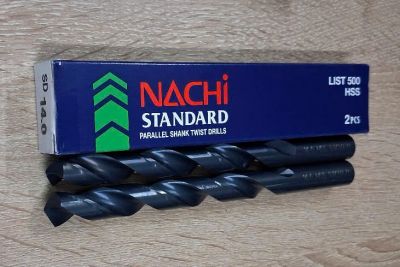 SD 14.0
NACHi
STANDARD
PARALLEL SHANK TWIST DRILLS
LIST 500
HSS
2PCS